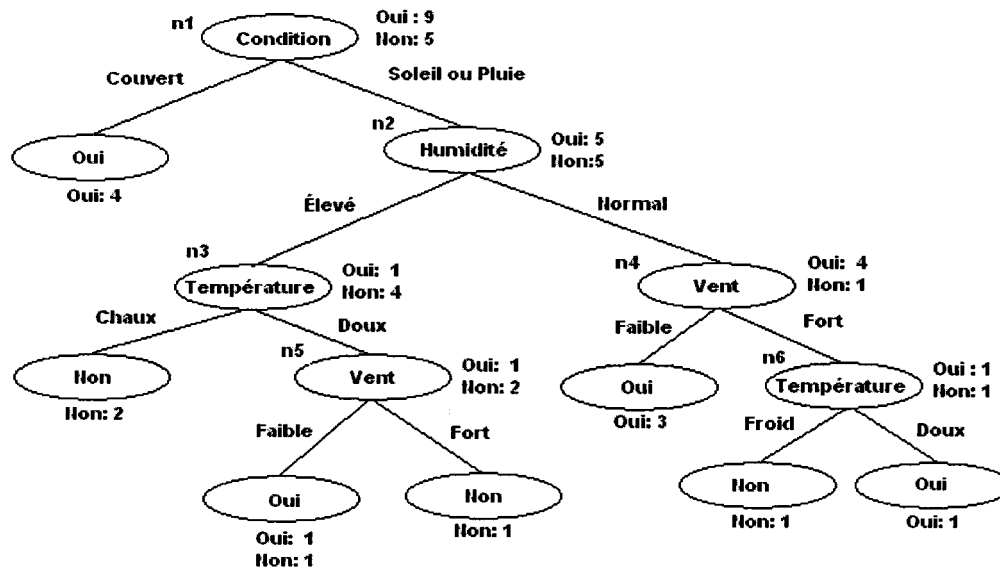 n1
Condition
Oui : 9
Non: 5
Couvert
Soleil ou Pluie
Oui
Oui: 4
n2
Humidité
Oui: 5
Non:5
Élevé
Normal
n3
Température
Oui: 1
Non: 4
n4
Vent
Oui: 4
Non: 1
Chaux
Doux
Faible
Fort
Non
Non: 2
n5
Vent
Oui: 1
Non: 2
Oui
Oui: 3
n6
Température
Oui : 1
Non: 1
Faible
Fort
Froid
Doux
Oui
Oui: 1
Non: 1
Non
Non: 1
Non
Non: 1
Oui
Oui: 1